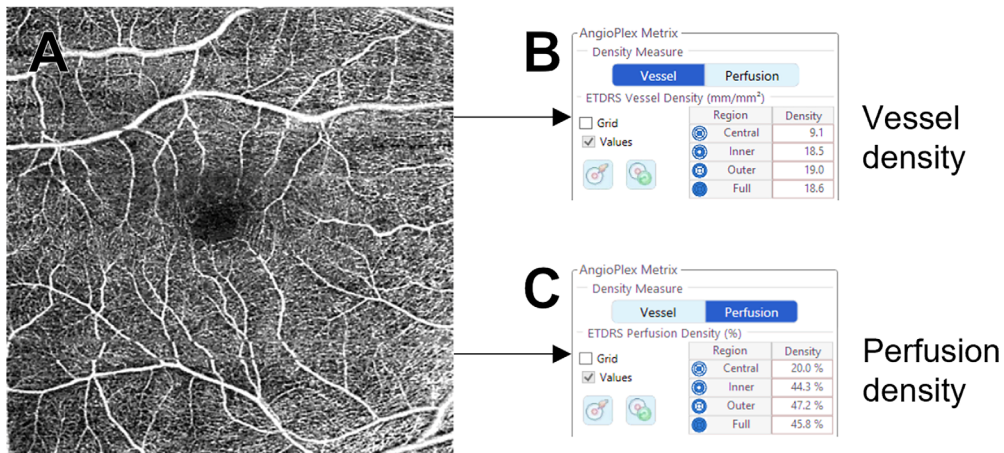 A
B
AngioPlex Metrix
Density Measure
Vessel Perfusion
ETDRS Vessel Density (mm/mm²)
Grid
Values
Region Density
Central 9.1
Inner 18.5
Outer 19.0
Full 18.6
Vessel
density
C
AngioPlex Metrix
Density Measure
Vessel Perfusion
ETDRS Perfusion Density (%)
Grid
Values
Region Density
Central 20.0 %
Inner 44.3 %
Outer 47.2 %
Full 45.8 %
Perfusion
density